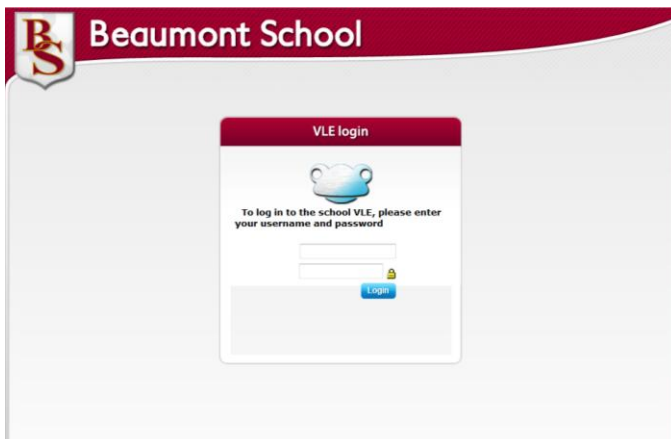 BS
Beaumont School
VLE login
To log in to the school VLE, please enter
your username and password
Login